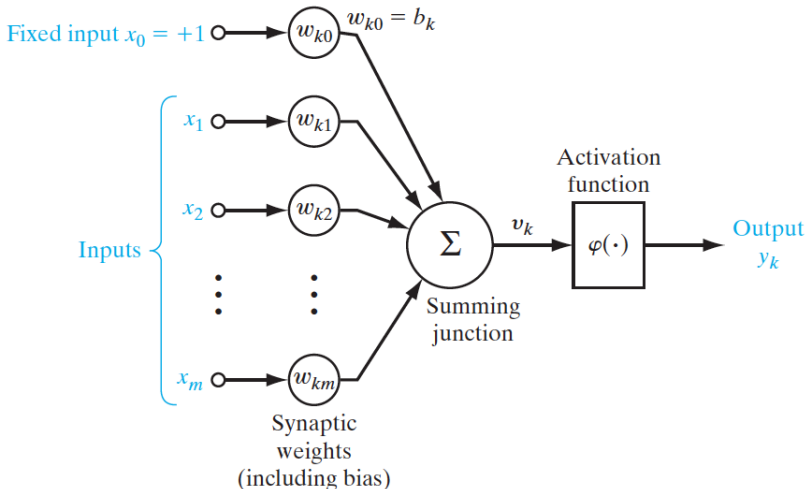 Fixed input x₀ = +1
wₖ₀
wₖ₀ = bₖ
x₁
wₖ₁
x₂
wₖ₂
Inputs
xₘ
wₖₘ
Synaptic
weights
(including bias)
Σ
Summing
junction
vₖ
Activation
function
φ(·)
Output
yₖ